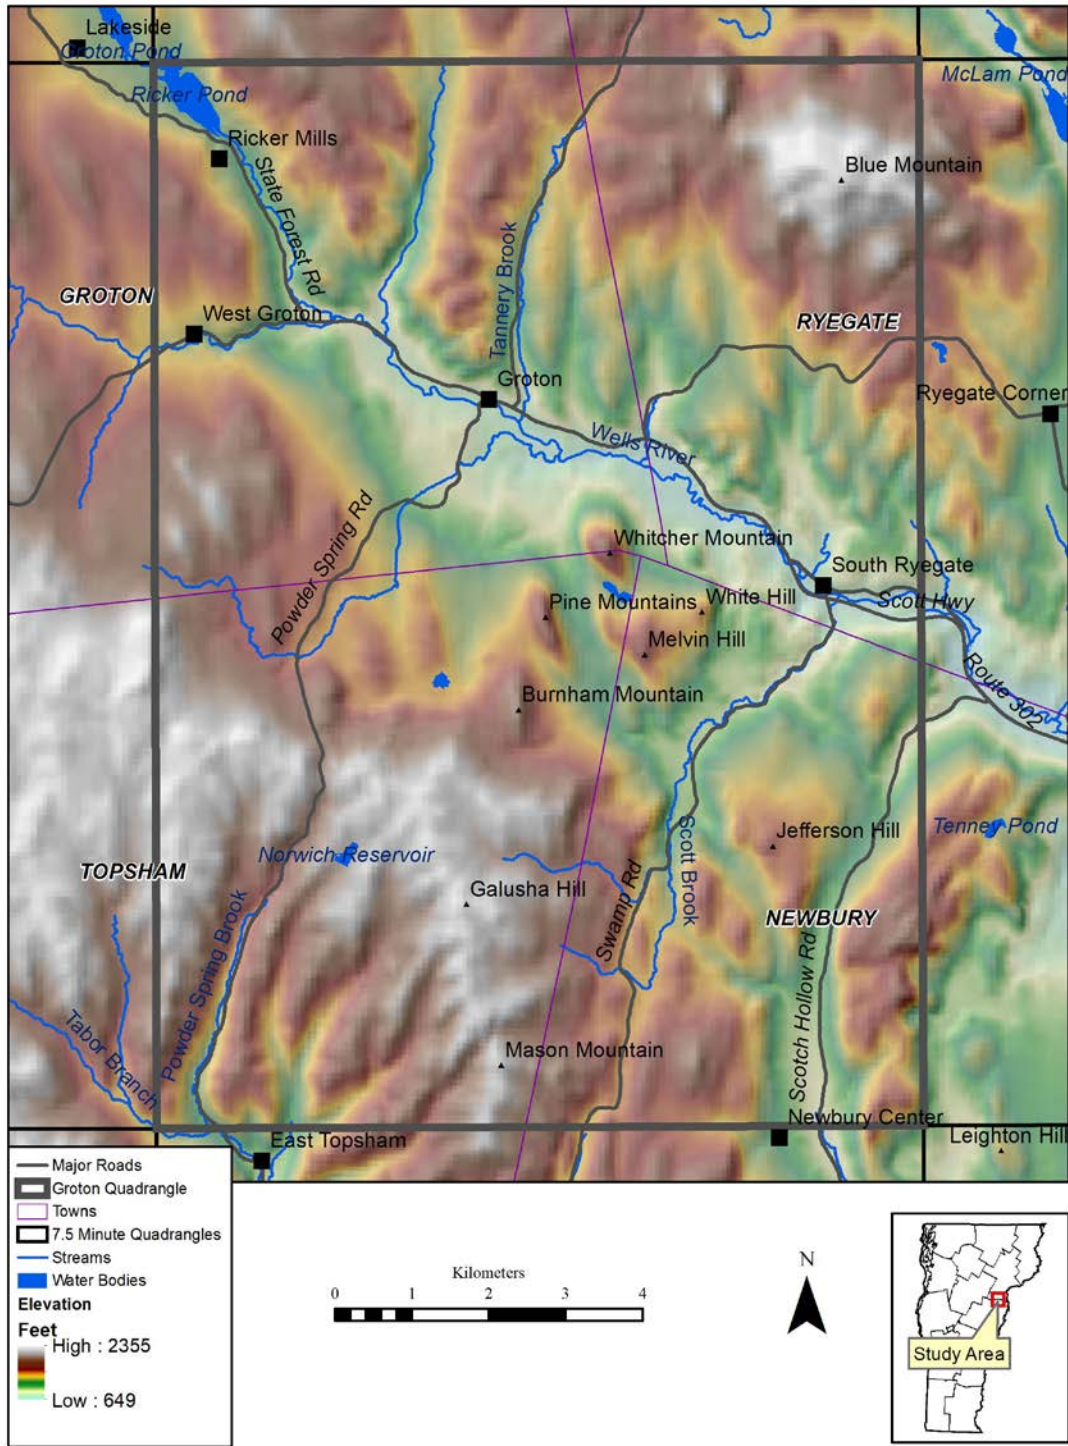 Lakeside
Groton Pond
Ricker Pond
McLam Pond
Ricker Mills
State Forest Rd
Blue Mountain
Tannery Brook
GROTON
West Groton
RYEGATE
Groton
Ryegate Corner
Wells River
Powder Spring Rd
Whitcher Mountain
South Ryegate
Scott Hwy
Pine Mountains
White Hill
Melvin Hill
Route 302
Burnham Mountain
Norwich Reservoir
Jefferson Hill
Tenney Pond
TOPSHAM
Galusha Hill
Swamp Rd
Scott Brook
NEWBURY
Powder Spring Brook
Scotch Hollow Rd
Tabor Branch
Mason Mountain
Newbury Center
East Topsham
Leighton Hill
Major Roads
Groton Quadrangle
Towns
7.5 Minute Quadrangles
Streams
Water Bodies
Elevation
Feet
High : 2355
Low : 649
Kilometers
0 1 2 3 4
N
Study Area